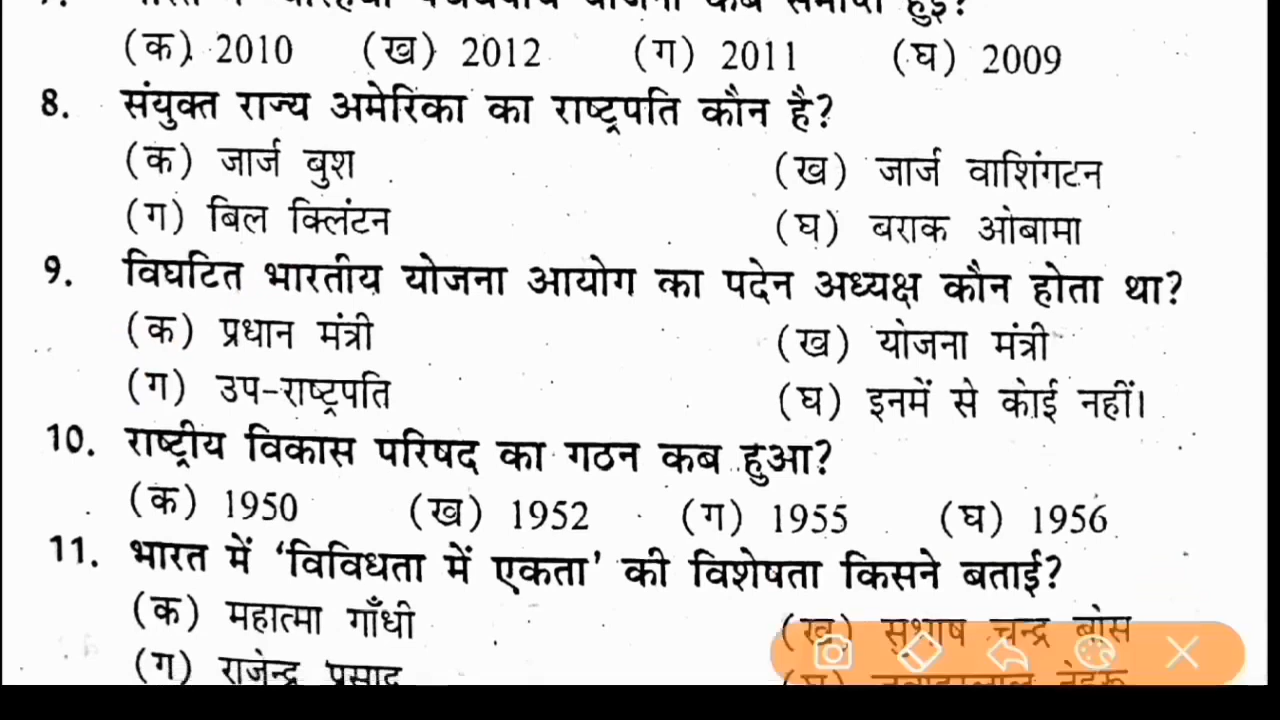 (क) 2010 (ख) 2012 (ग) 2011 (घ) 2009
8. संयुक्त राज्य अमेरिका का राष्ट्रपति कौन है?
(क) जार्ज बुश (ख) जार्ज वाशिंगटन
(ग) बिल क्लिंटन (घ) बराक ओबामा
9. विघटित भारतीय योजना आयोग का पदेन अध्यक्ष कौन होता था?
(क) प्रधान मंत्री (ख) योजना मंत्री
(ग) उप-राष्ट्रपति (घ) इनमें से कोई नहीं।
10. राष्ट्रीय विकास परिषद का गठन कब हुआ?
(क) 1950 (ख) 1952 (ग) 1955 (घ) 1956
11. भारत में ‘विविधता में एकता’ की विशेषता किसने बताई?
(क) महात्मा गाँधी (ख) सुभाष चन्द्र बोस
(ग) राजेन्द्र प्रसाद